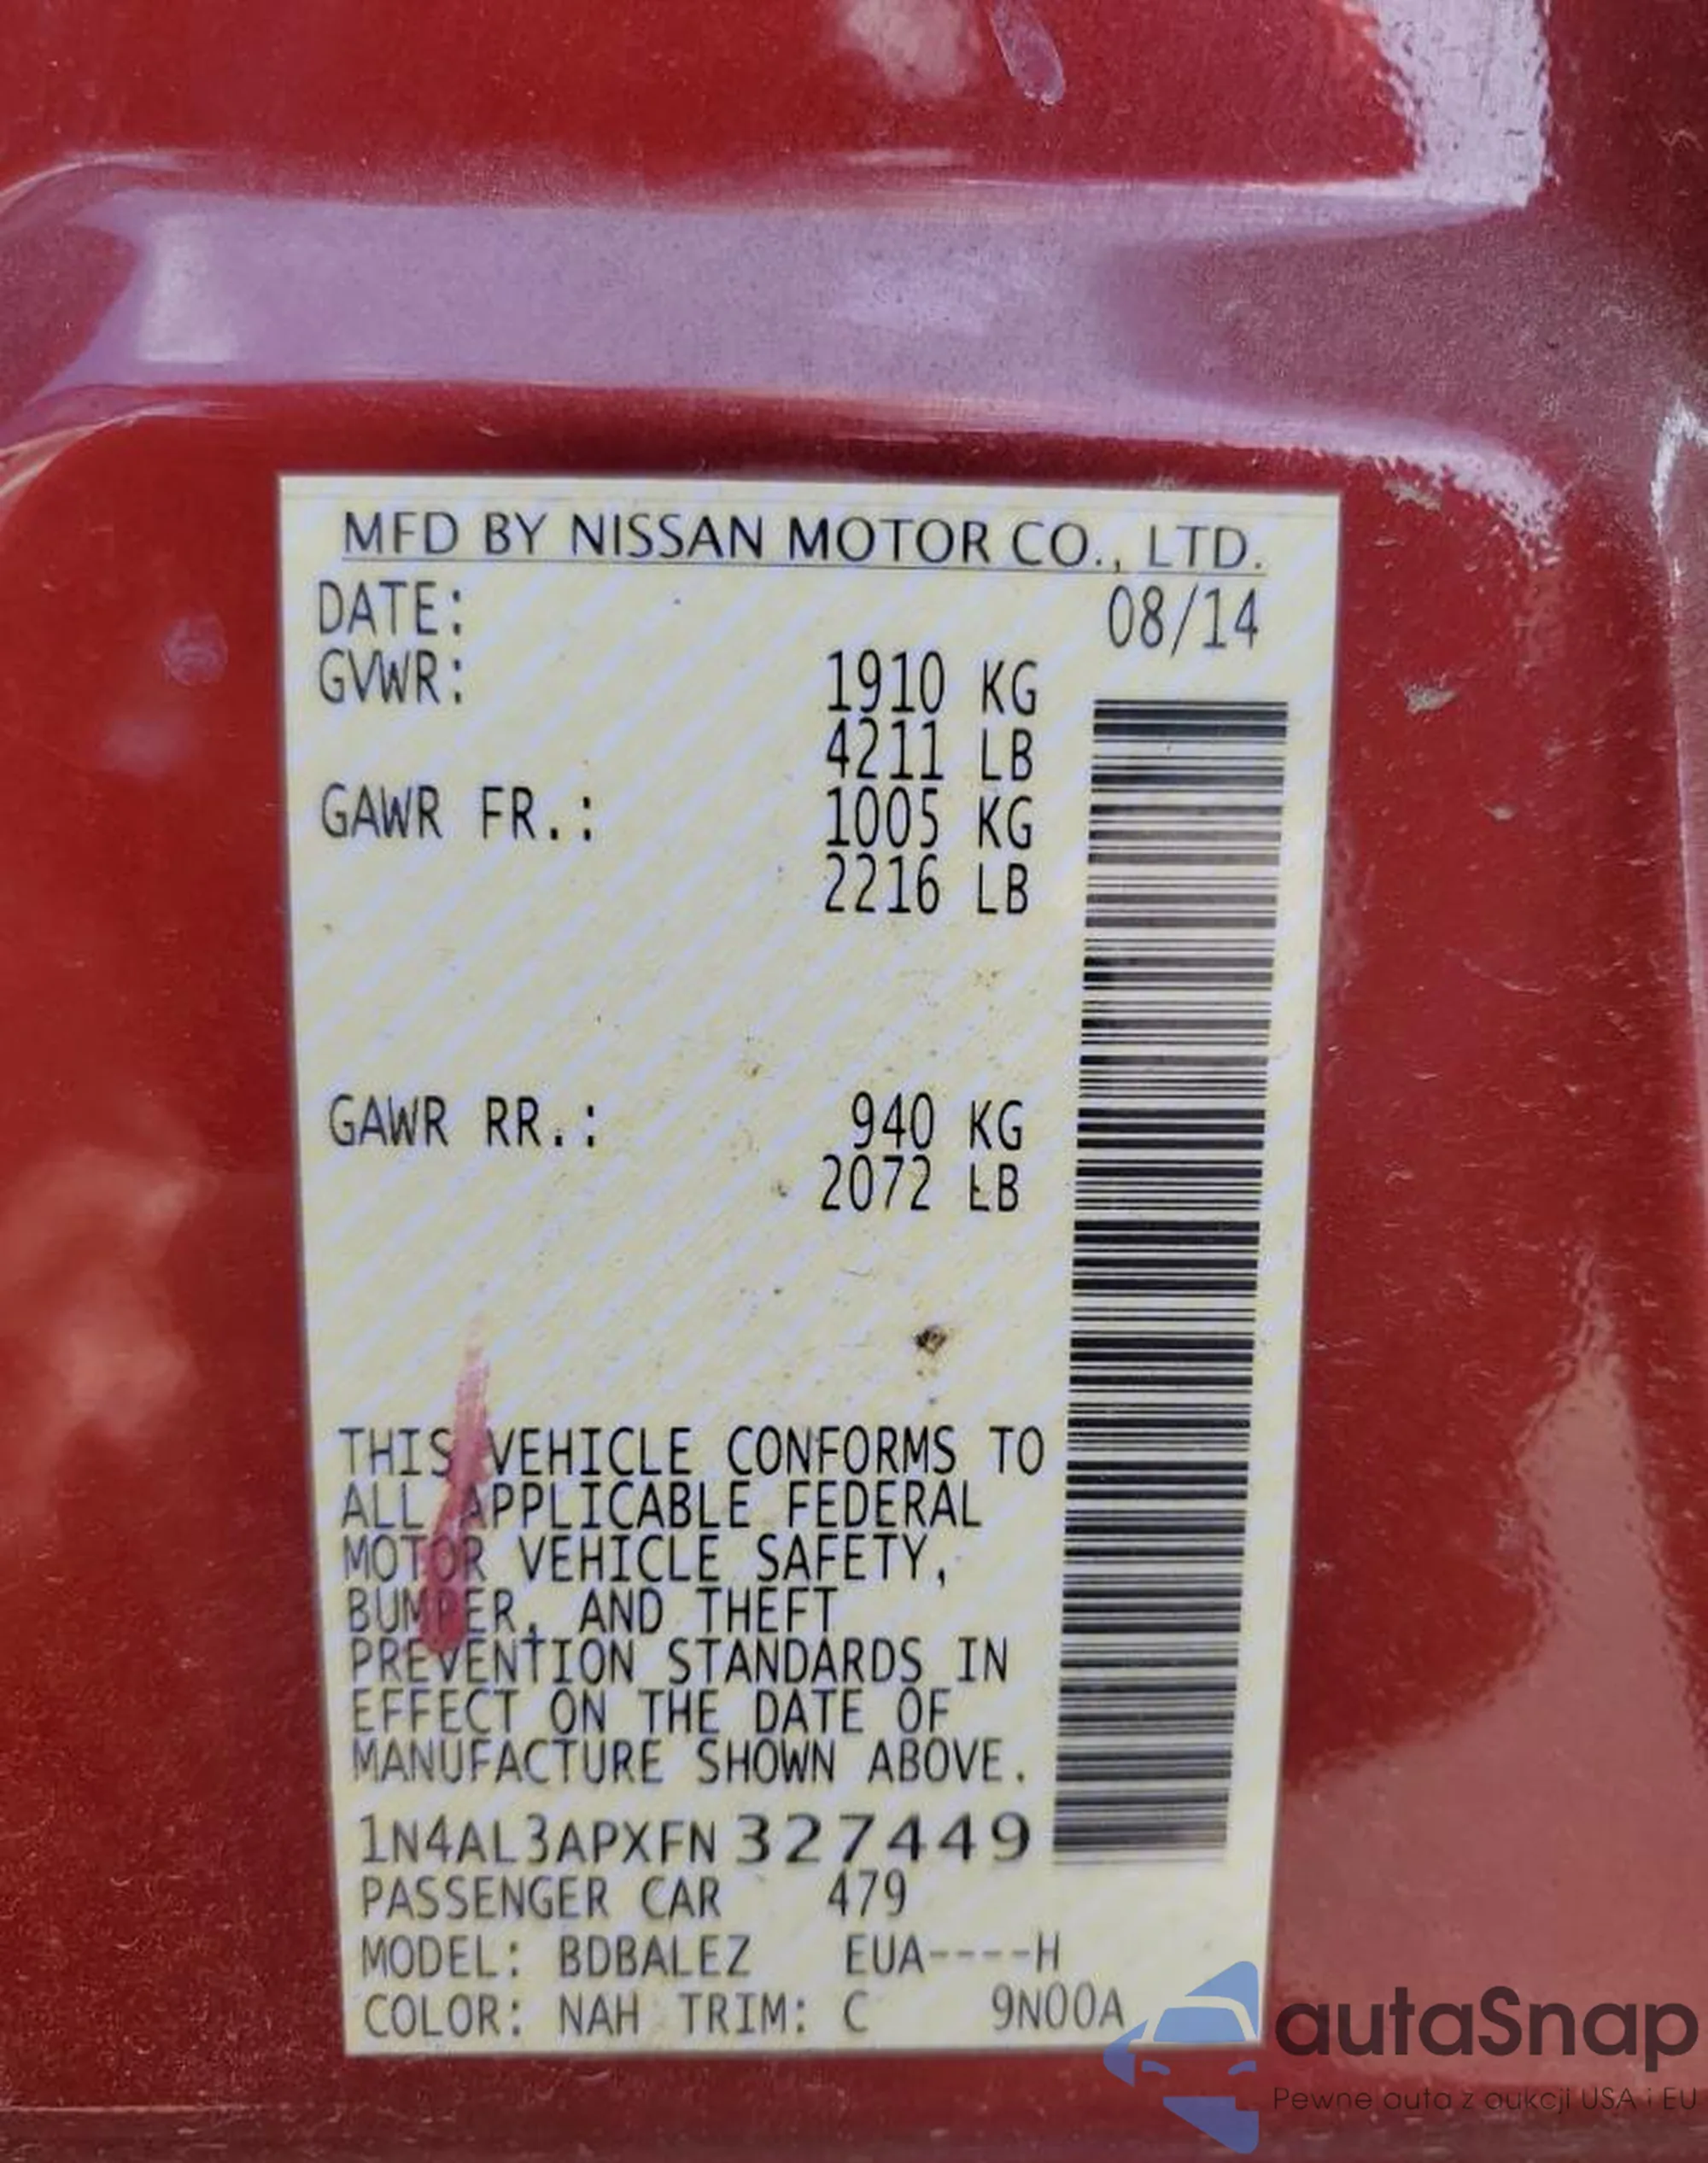 MFD BY NISSAN MOTOR CO., LTD.
DATE: 08/14
GVWR: 1910 KG
4211 LB
GAWR FR.: 1005 KG
2216 LB
GAWR RR.: 940 KG
2072 LB
THIS VEHICLE CONFORMS TO
ALL APPLICABLE FEDERAL
MOTOR VEHICLE SAFETY,
BUMPER, AND THEFT
PREVENTION STANDARDS IN
EFFECT ON THE DATE OF
MANUFACTURE SHOWN ABOVE.
1N4AL3APXFN327449
PASSENGER CAR 479
MODEL: BDBALEZ EUA----H
COLOR: NAH TRIM: C 9N00A
autaSnap
Pewne auta z aukcji USA i EU